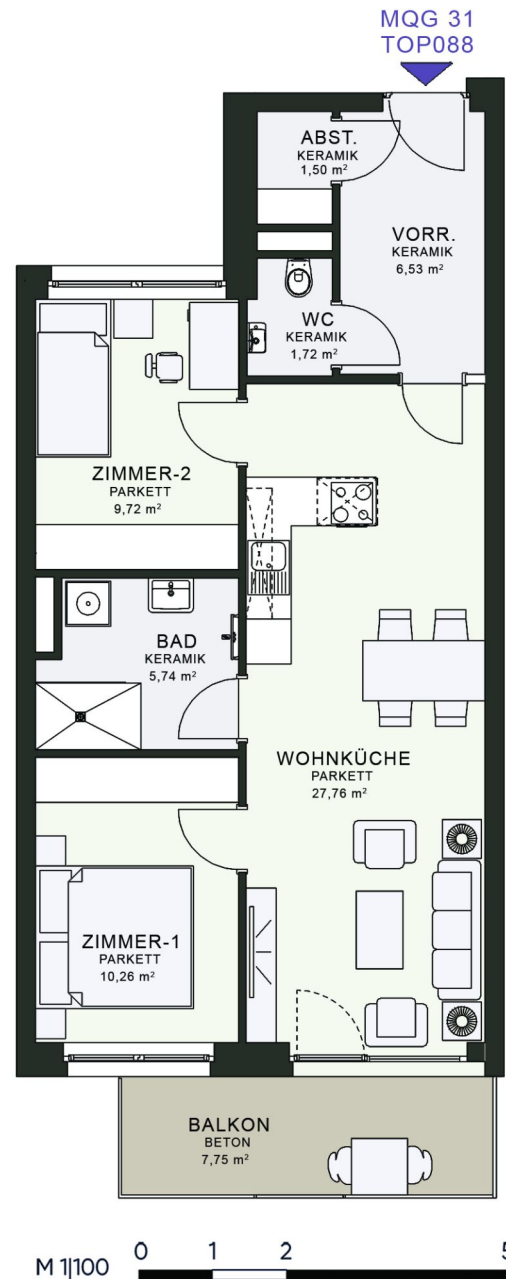 MQG 31
TOP088
ABST.
KERAMIK
1,50 m²
VORR.
KERAMIK
6,53 m²
WC
KERAMIK
1,72 m²
ZIMMER-2
PARKETT
9,72 m²
BAD
KERAMIK
5,74 m²
WOHNKÜCHE
PARKETT
27,76 m²
ZIMMER-1
PARKETT
10,26 m²
BALKON
BETON
7,75 m²
M 1|100 0 1 2 5